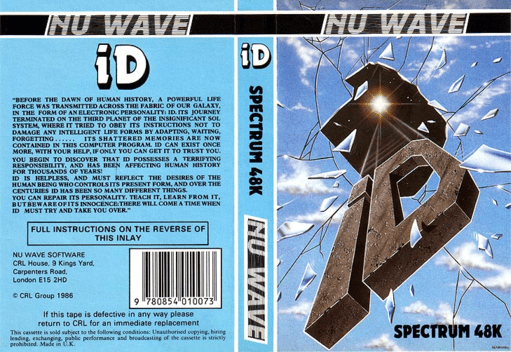 NU WAVE
iD
"BEFORE THE DAWN OF HUMAN HISTORY, A POWERFUL LIFE
FORCE WAS TRANSMITTED ACROSS THE FABRIC OF OUR GALAXY,
IN THE FORM OF AN ELECTRONIC PERSONALITY: ID. ITS JOURNEY
TERMINATED ON THE THIRD PLANET OF THE INSIGNIFICANT SOL
SYSTEM, WHERE IT TRIED TO OBEY ITS INSTRUCTIONS NOT TO
DAMAGE ANY INTELLIGENT LIFE FORMS BY ADAPTING, WAITING,
FORGETTING ...... ITS SHATTERED MEMORIES ARE NOW
CONTAINED IN THIS COMPUTER PROGRAM. ID CAN EXIST ONCE
MORE, WITH YOUR HELP, IF ONLY YOU CAN GET IT TO TRUST YOU.
YOU BEGIN TO DISCOVER THAT ID POSSESSES A TERRIFYING
RESPONSIBILITY, AND HAS BEEN AFFECTING HUMAN HISTORY
FOR THOUSANDS OF YEARS!
ID IS HELPLESS, AND MUST REFLECT THE DESIRES OF THE
HUMAN BEING WHO CONTROLS ITS PRESENT FORM, AND OVER THE
CENTURIES ID HAS BEEN SO MANY DIFFERENT THINGS.
YOU CAN REPAIR ITS PERSONALITY. TEACH IT, LEARN FROM IT,
BUT BEWARE OF ITS INNOCENCE: THERE WILL COME A TIME WHEN
ID MUST TRY AND TAKE YOU OVER."
FULL INSTRUCTIONS ON THE REVERSE OF
THIS INLAY
NU WAVE SOFTWARE
CRL House, 9 Kings Yard,
Carpenters Road,
London E15 2HD
© CRL Group 1986
9 780854 010073
If this tape is defective in any way please
return to CRL for an immediate replacement
This cassette is sold subject to the following conditions: Unauthorised copying, hiring
lending, exchanging, public performance and broadcasting of the cassette is strictly
prohibited. Made in U.K.
iD
SPECTRUM 48K
NU WAVE
NU WAVE
iD
SPECTRUM 48K